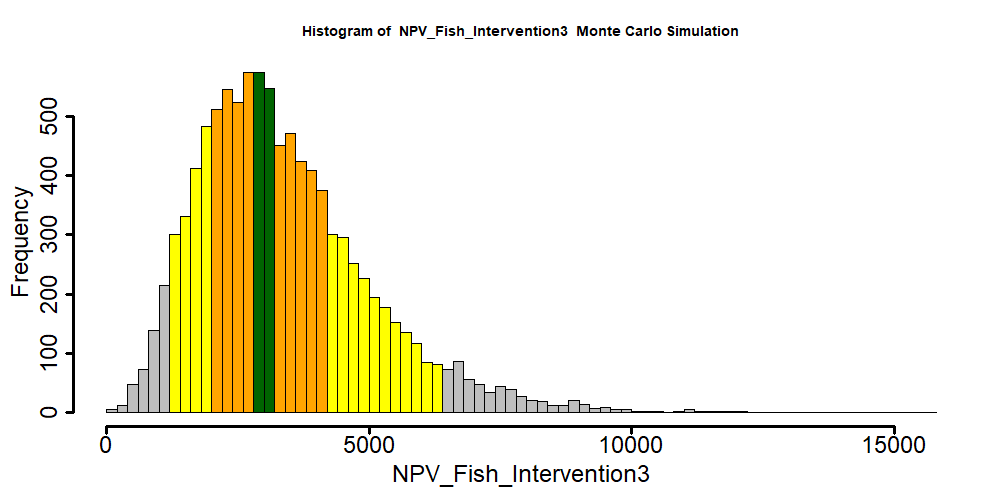 Histogram of  NPV_Fish_Intervention3  Monte Carlo Simulation
Frequency
500
400
300
200
100
0
0 5000 10000 15000
NPV_Fish_Intervention3